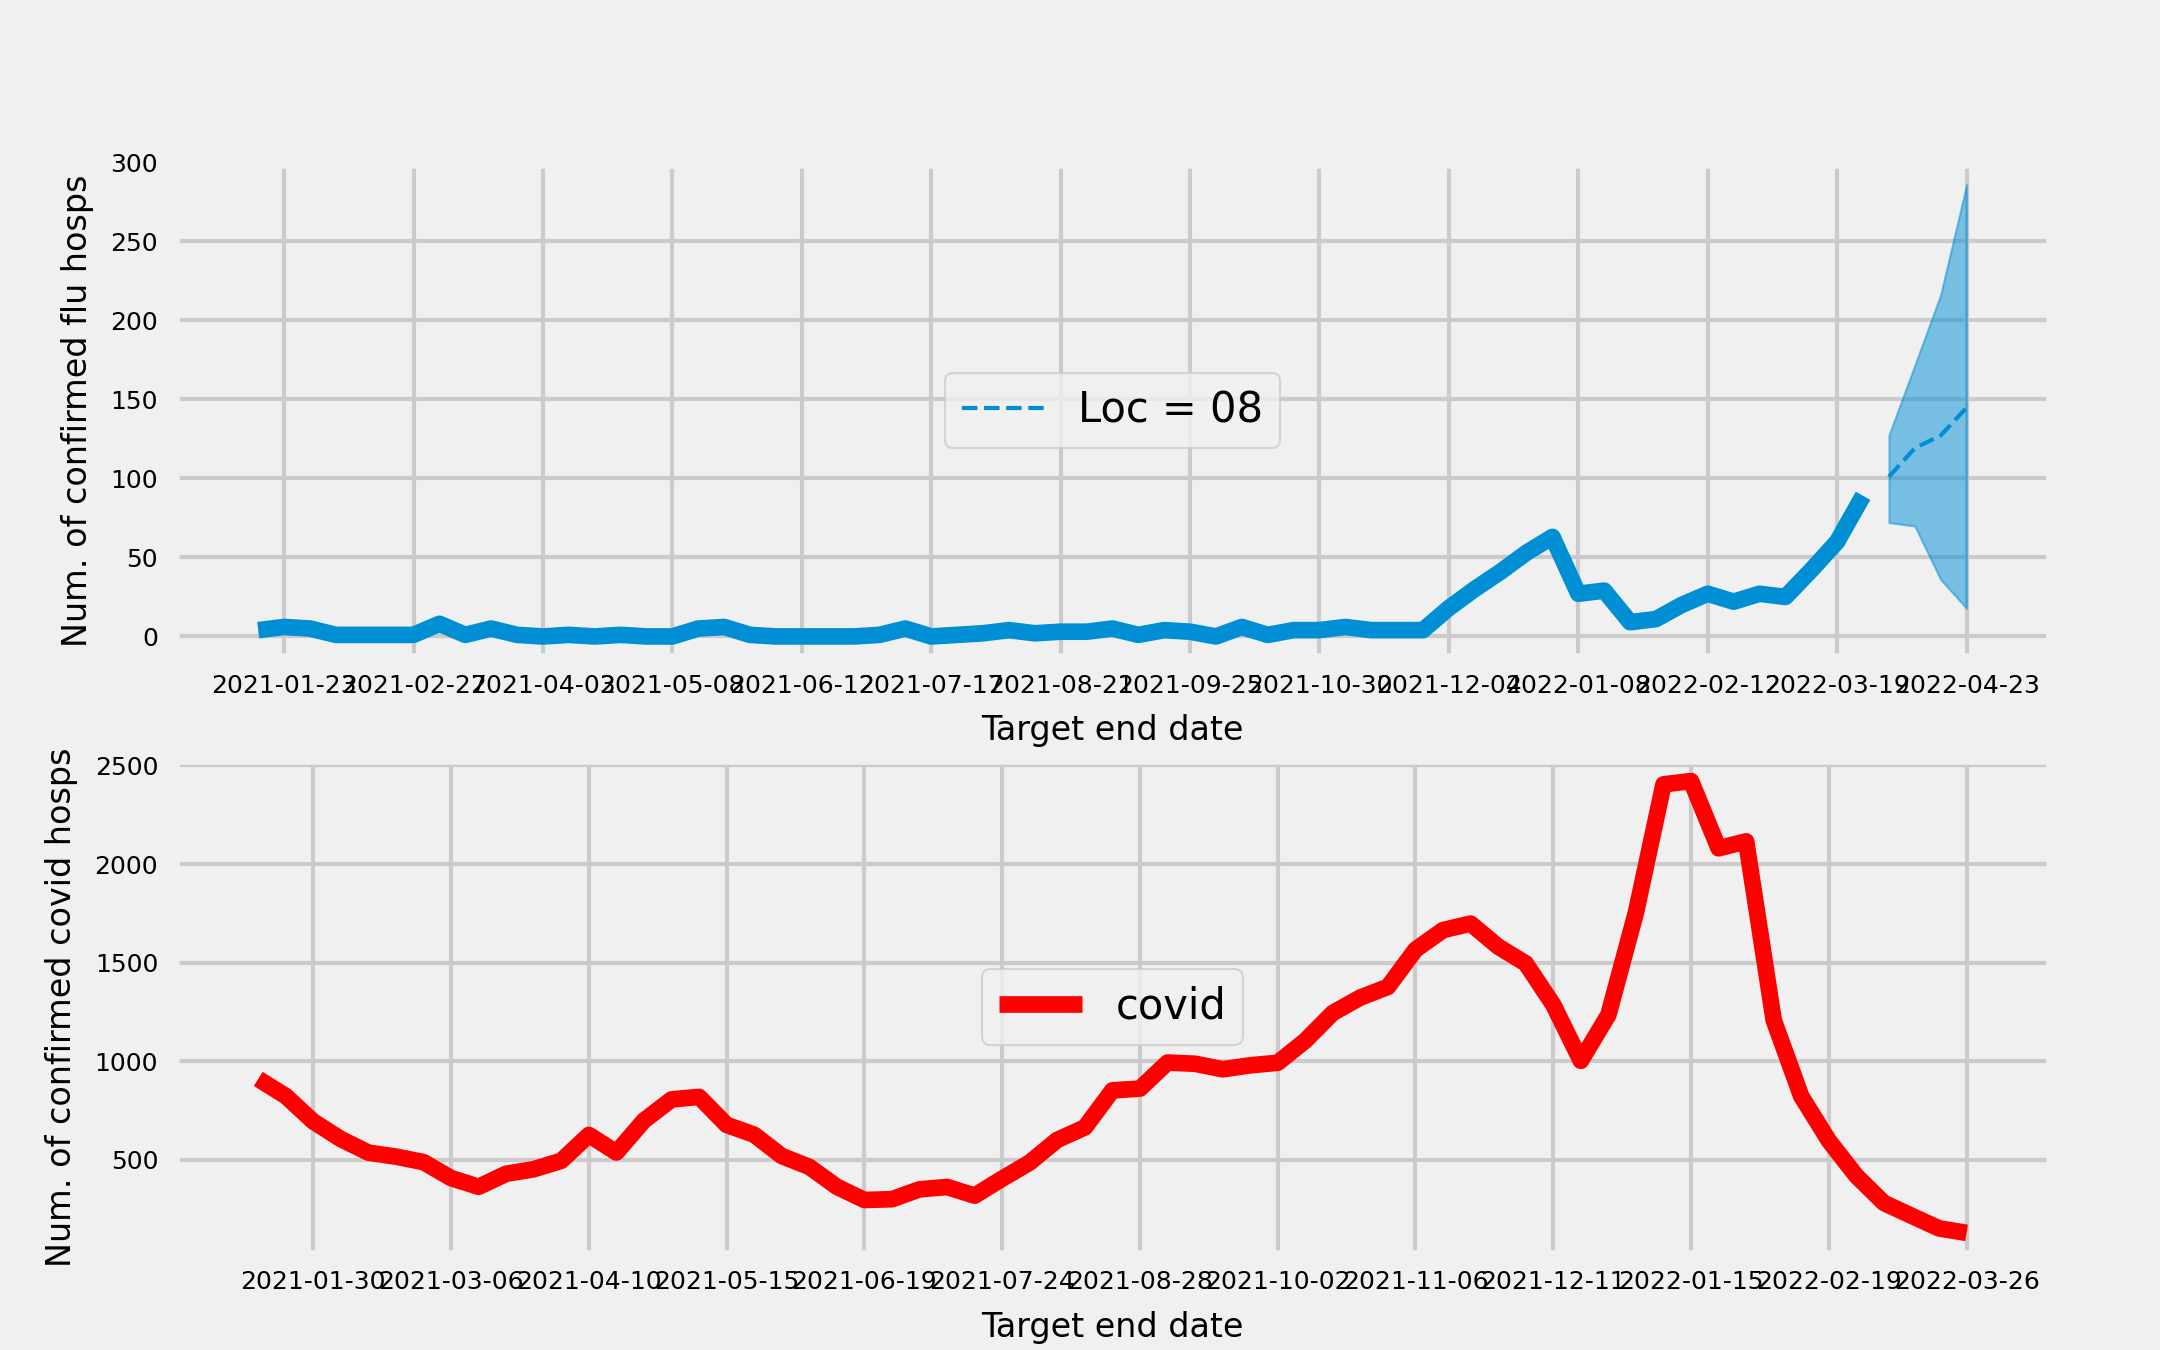 300
250
200
150
100
50
0
Num. of confirmed flu hosps
Loc = 08
2021-01-23 2021-02-27 2021-04-03 2021-05-08 2021-06-12 2021-07-17 2021-08-21 2021-09-25 2021-10-30 2021-12-04 2022-01-08 2022-02-12 2022-03-19 2022-04-23
Target end date
2500
2000
1500
1000
500
Num. of confirmed covid hosps
covid
2021-01-30 2021-03-06 2021-04-10 2021-05-15 2021-06-19 2021-07-24 2021-08-28 2021-10-02 2021-11-06 2021-12-11 2022-01-15 2022-02-19 2022-03-26
Target end date